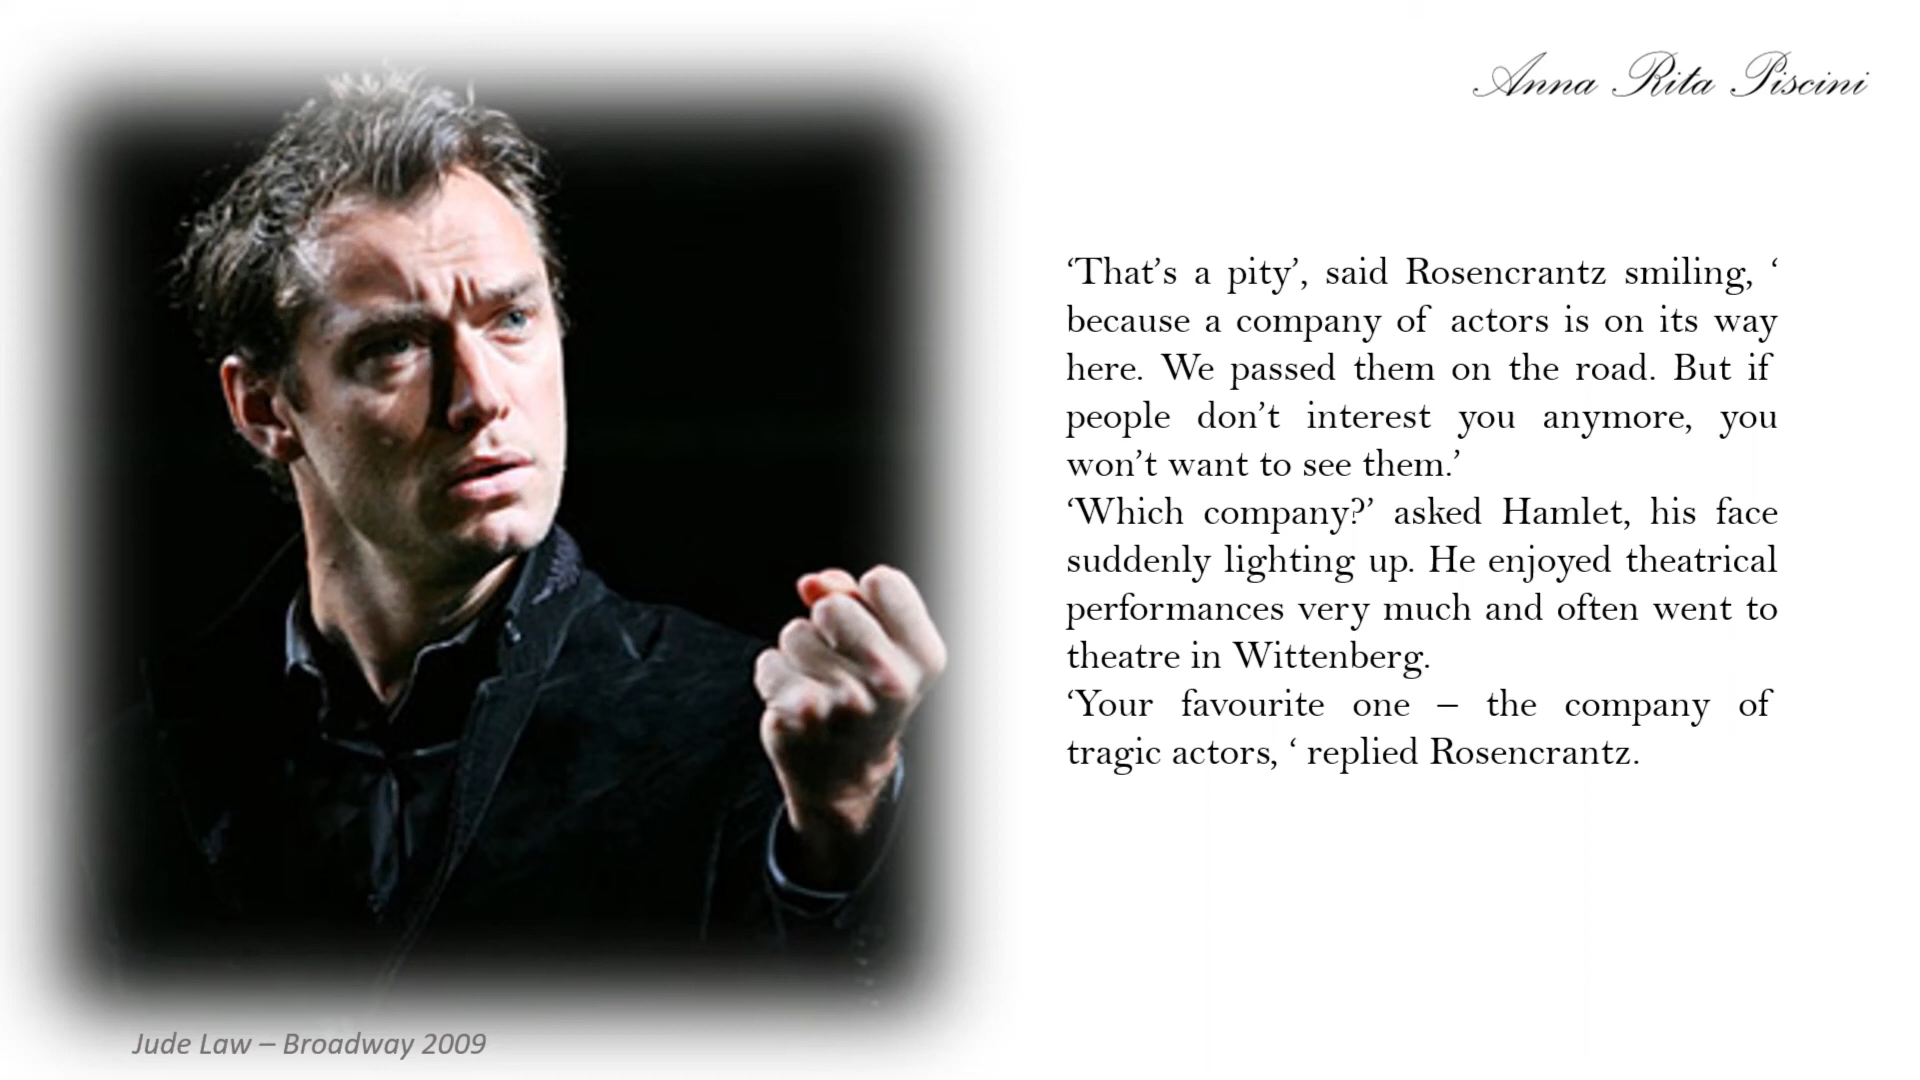 Anna Rita Piscini
‘That’s a pity’, said Rosencrantz smiling, ‘
because a company of actors is on its way
here. We passed them on the road. But if
people don’t interest you anymore, you
won’t want to see them.’
‘Which company?’ asked Hamlet, his face
suddenly lighting up. He enjoyed theatrical
performances very much and often went to
theatre in Wittenberg.
‘Your favourite one – the company of
tragic actors, ‘ replied Rosencrantz.
Jude Law – Broadway 2009